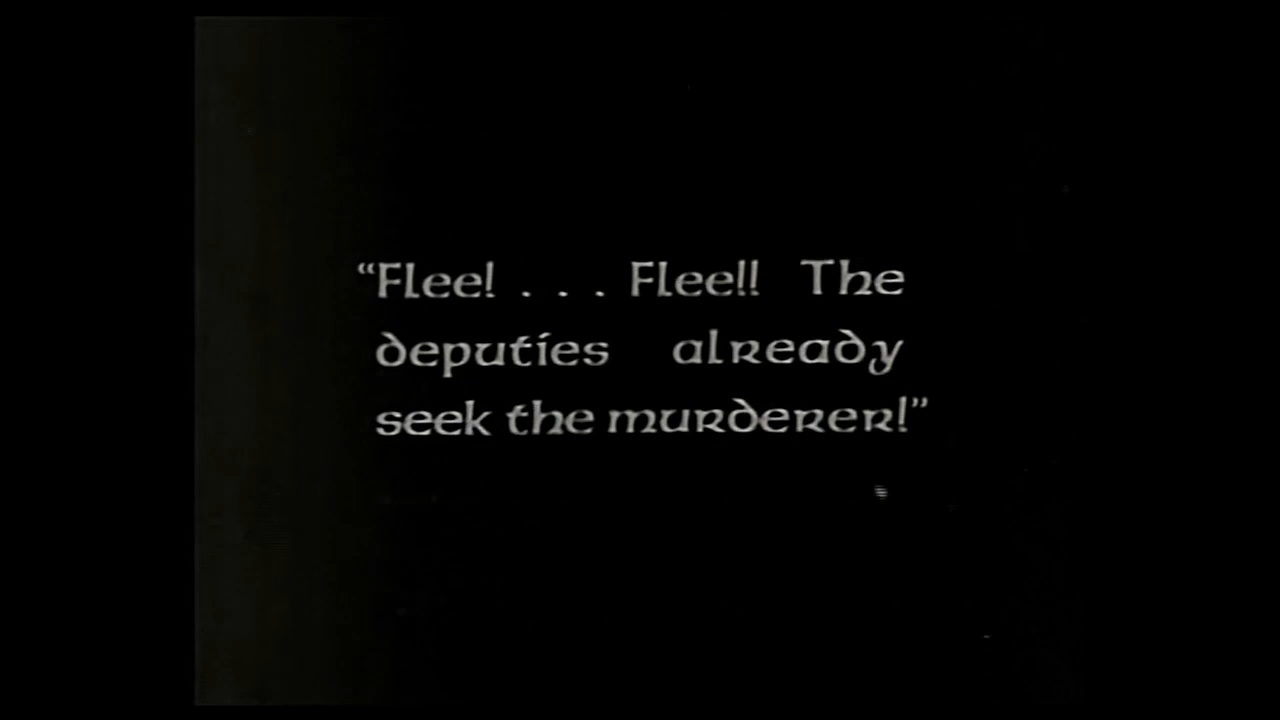 “Flee! . . . Flee!! The
deputies already
seek the murderer!”